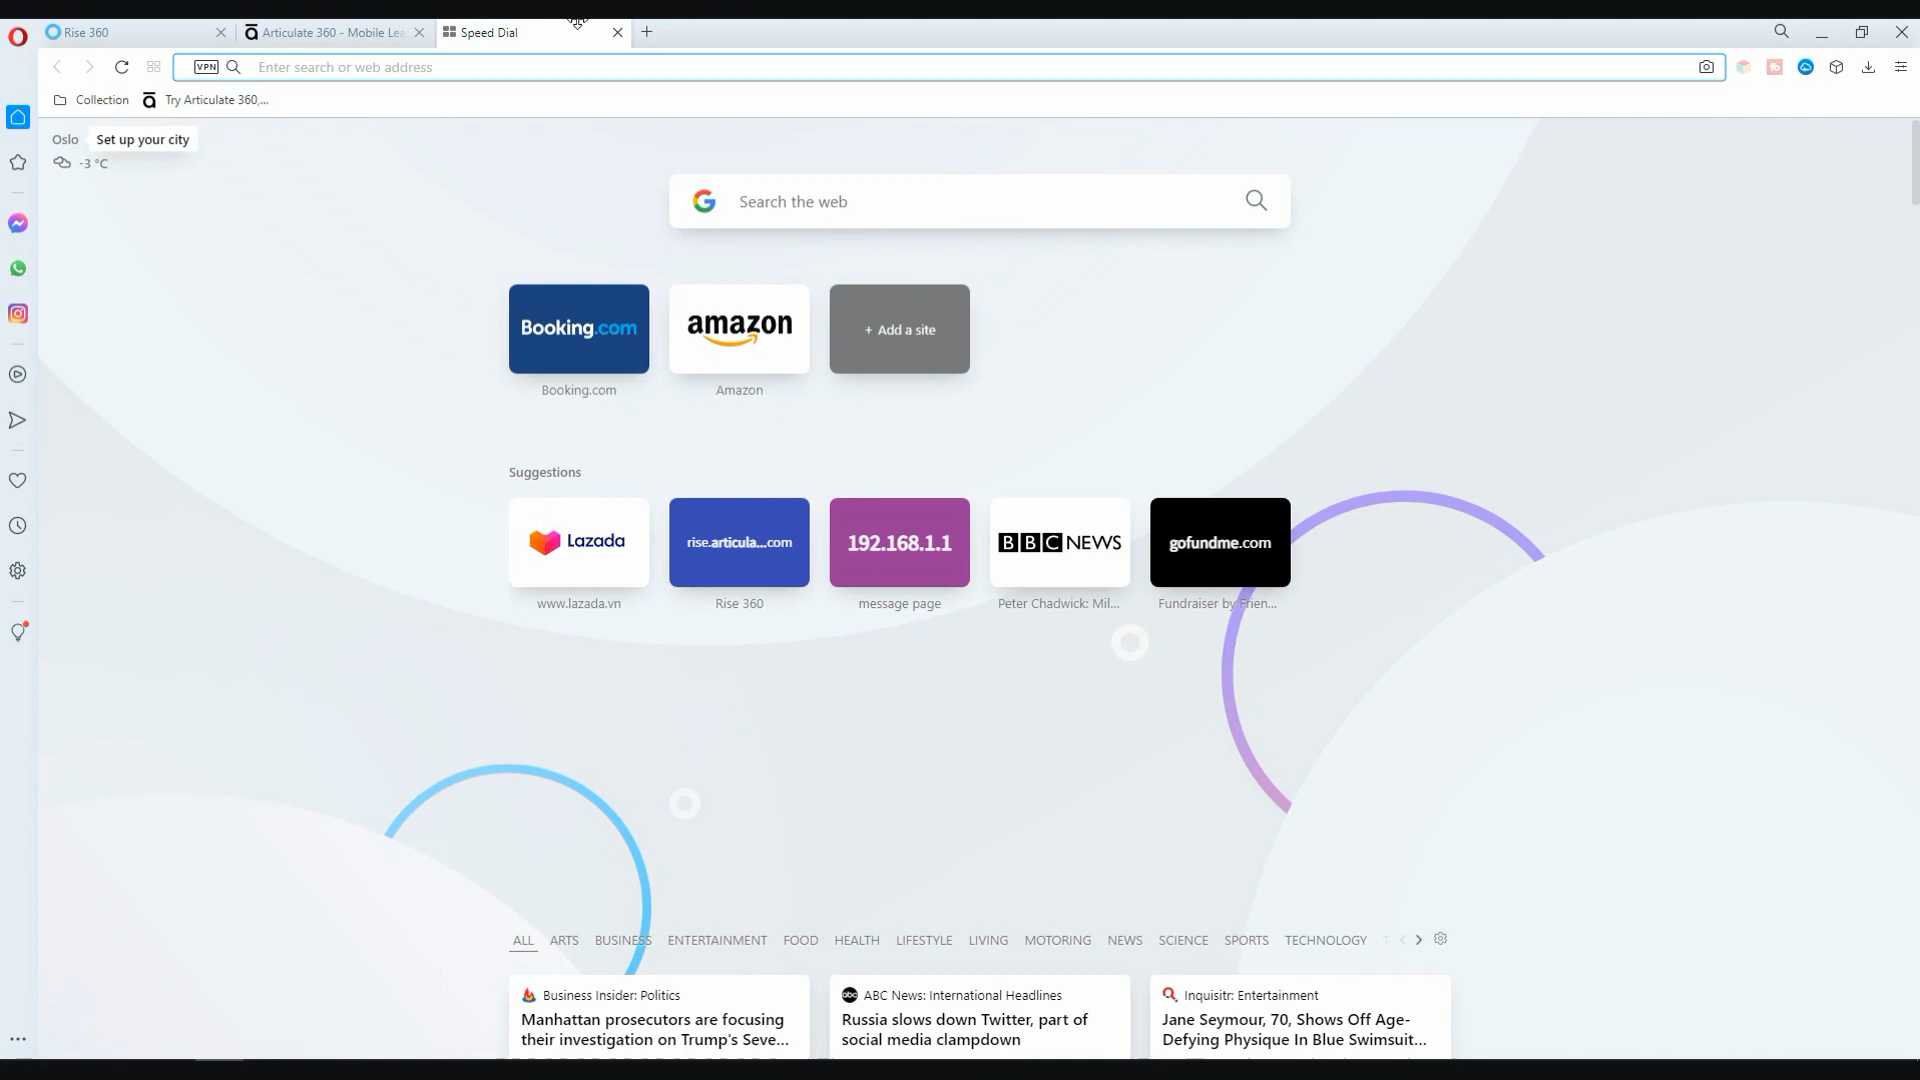 Rise 360
Articulate 360 - Mobile Lea
Speed Dial
VPN
Enter search or web address
Collection
Try Articulate 360,...
Oslo
Set up your city
-3 °C
Search the web
Booking.com
amazon
+ Add a site
Booking.com
Amazon
Suggestions
Lazada
rise.articula...com
192.168.1.1
BBC NEWS
gofundme.com
www.lazada.vn
Rise 360
message page
Peter Chadwick: Mil...
Fundraiser by Frien...
ALL ARTS BUSINESS ENTERTAINMENT FOOD HEALTH LIFESTYLE LIVING MOTORING NEWS SCIENCE SPORTS TECHNOLOGY
Business Insider: Politics
Manhattan prosecutors are focusing
their investigation on Trump's Seve...
abc
ABC News: International Headlines
Russia slows down Twitter, part of
social media clampdown
Inquisitr: Entertainment
Jane Seymour, 70, Shows Off Age-
Defying Physique In Blue Swimsuit...